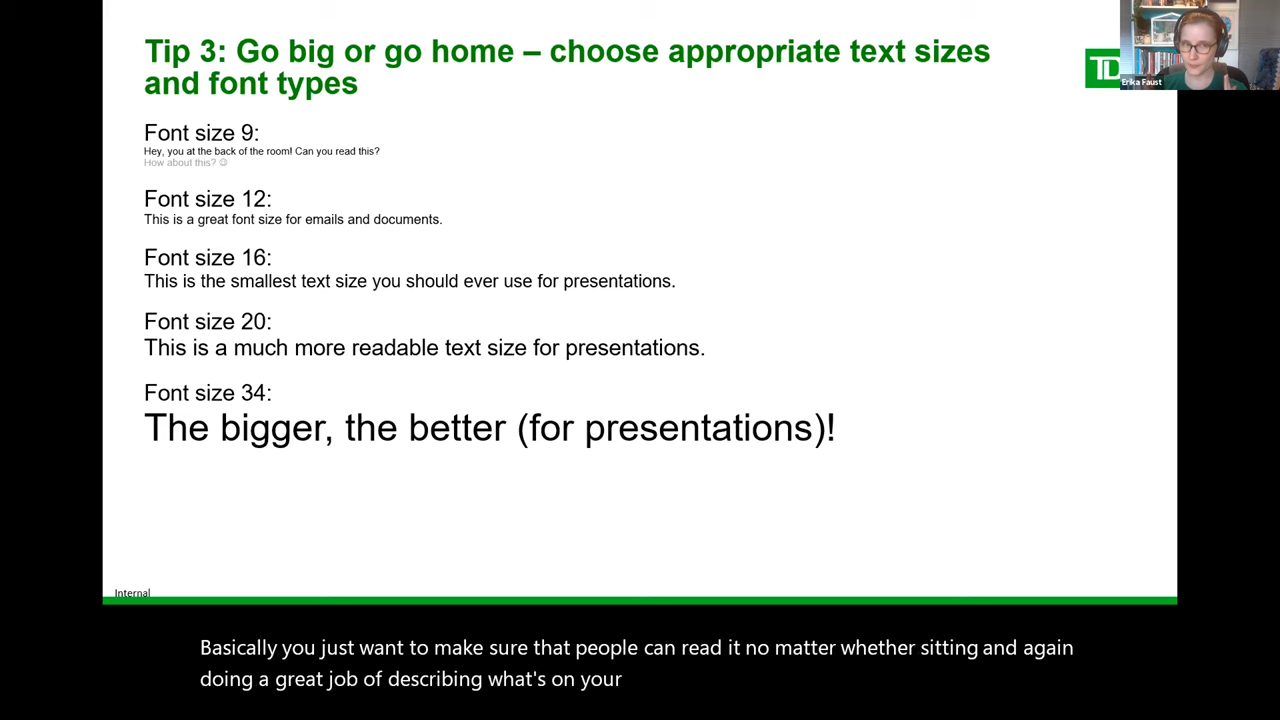 Tip 3: Go big or go home – choose appropriate text sizes
and font types
TD
Erika Faust
Font size 9:
Hey, you at the back of the room! Can you read this?
How about this? ☺
Font size 12:
This is a great font size for emails and documents.
Font size 16:
This is the smallest text size you should ever use for presentations.
Font size 20:
This is a much more readable text size for presentations.
Font size 34:
The bigger, the better (for presentations)!
Internal
Basically you just want to make sure that people can read it no matter whether sitting and again
doing a great job of describing what's on your